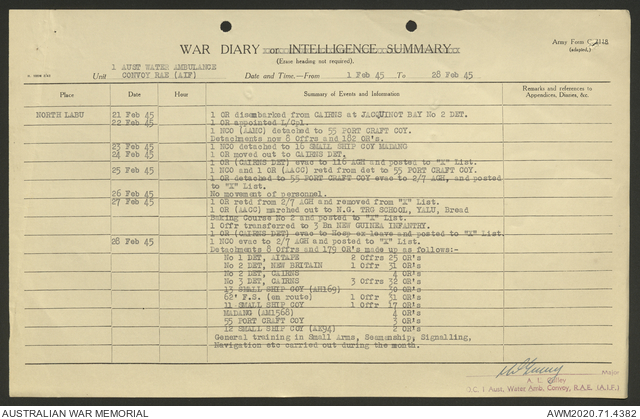 WAR DIARY or INTELLIGENCE SUMMARY
(Erase heading not required).
Army Form C.2118.
(adapted.)
Unit 1 AUST WATER AMBULANCE
CONVOY RAE (AIF)
Date and Time.—From 1 Feb 45 To 28 Feb 45
Place Date Hour Summary of Events and Information Remarks and references to
Appendices, Diaries, &c.
NORTH LABU 21 Feb 45 1 OR disembarked from CAIRNS at JACQUINOT BAY No 2 DET.
22 Feb 45 1 OR appointed L/Cpl.
1 NCO (AAMC) detached to 55 PORT CRAFT COY.
Detachments now 8 Offrs and 182 OR's.
23 Feb 45 1 NCO detached to 16 SMALL SHIP COY MADANG
24 Feb 45 1 OR moved out to CAIRNS DET.
1 OR (CAIRNS DET) evac to 116 AGH and posted to "X" List.
25 Feb 45 1 NCO and 1 OR (AACC) retd from det to 55 PORT CRAFT COY.
1 OR detached to 55 PORT CRAFT COY evac to 2/7 AGH, and posted
to "X" List.
26 Feb 45 No movement of personnel.
27 Feb 45 1 OR retd from 2/7 AGH and removed from "X" List.
1 OR (AACC) marched out to N.G. TRG SCHOOL, YALU, Bread
Baking Course No 2 and posted to "X" List.
1 Offr transferred to 3 Bn NEW GUINEA INFANTRY.
1 OR (CAIRNS DET) evac to Hosp ex leave and posted to "X" List.
28 Feb 45 1 NCO evac to 2/7 AGH and posted to "X" List.
Detachments 8 Offrs and 179 OR's made up as follows:-
No 1 DET, AITAPE 2 Offrs 25 OR's
No 2 DET, NEW BRITAIN 1 Offr 31 OR's
No 2 DET, CAIRNS 4 OR's
No 3 DET, CAIRNS 3 Offrs 32 OR's
13 SMALL SHIP COY (AH169) 30 OR's
62' F.S. (en route) 1 Offr 31 OR's
11 SMALL SHIP COY 1 Offr 17 OR's
MADANG (AM1568) 4 OR's
55 PORT CRAFT COY 3 OR's
12 SMALL SHIP COY (AE94) 2 OR's
General training in Small Arms, Seamanship, Signalling,
Navigation etc carried out during the month.
Major
O.C. 1 Aust. Water Amb. Convoy, R.A.E. (A.I.F.)
AUSTRALIAN WAR MEMORIAL AWM2020.71.4382